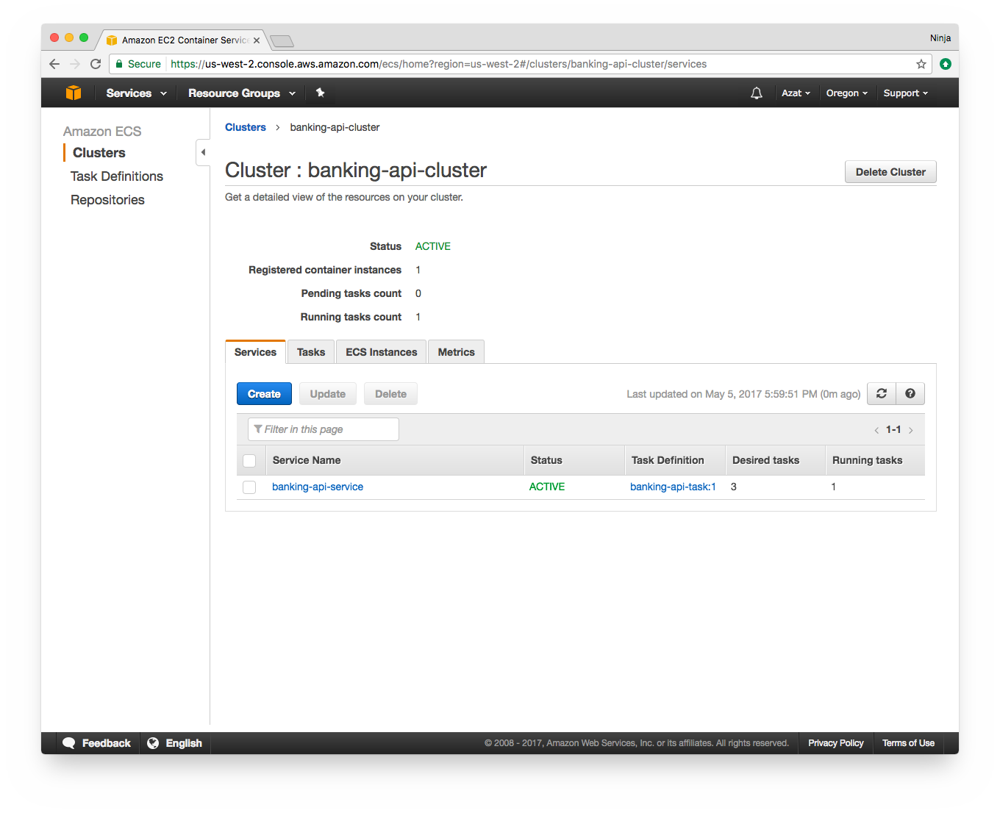 Amazon EC2 Container Service
Ninja
Secure https://us-west-2.console.aws.amazon.com/ecs/home?region=us-west-2#/clusters/banking-api-cluster/services
Services Resource Groups Azat Oregon Support
Amazon ECS
Clusters
Task Definitions
Repositories
Clusters > banking-api-cluster
Cluster : banking-api-cluster
Delete Cluster
Get a detailed view of the resources on your cluster.
Status ACTIVE
Registered container instances 1
Pending tasks count 0
Running tasks count 1
Services Tasks ECS Instances Metrics
Create Update Delete Last updated on May 5, 2017 5:59:51 PM (0m ago)
Filter in this page < 1-1 >
Service Name Status Task Definition Desired tasks Running tasks
banking-api-service ACTIVE banking-api-task:1 3 1
Feedback English © 2008 - 2017, Amazon Web Services, Inc. or its affiliates. All rights reserved. Privacy Policy Terms of Use